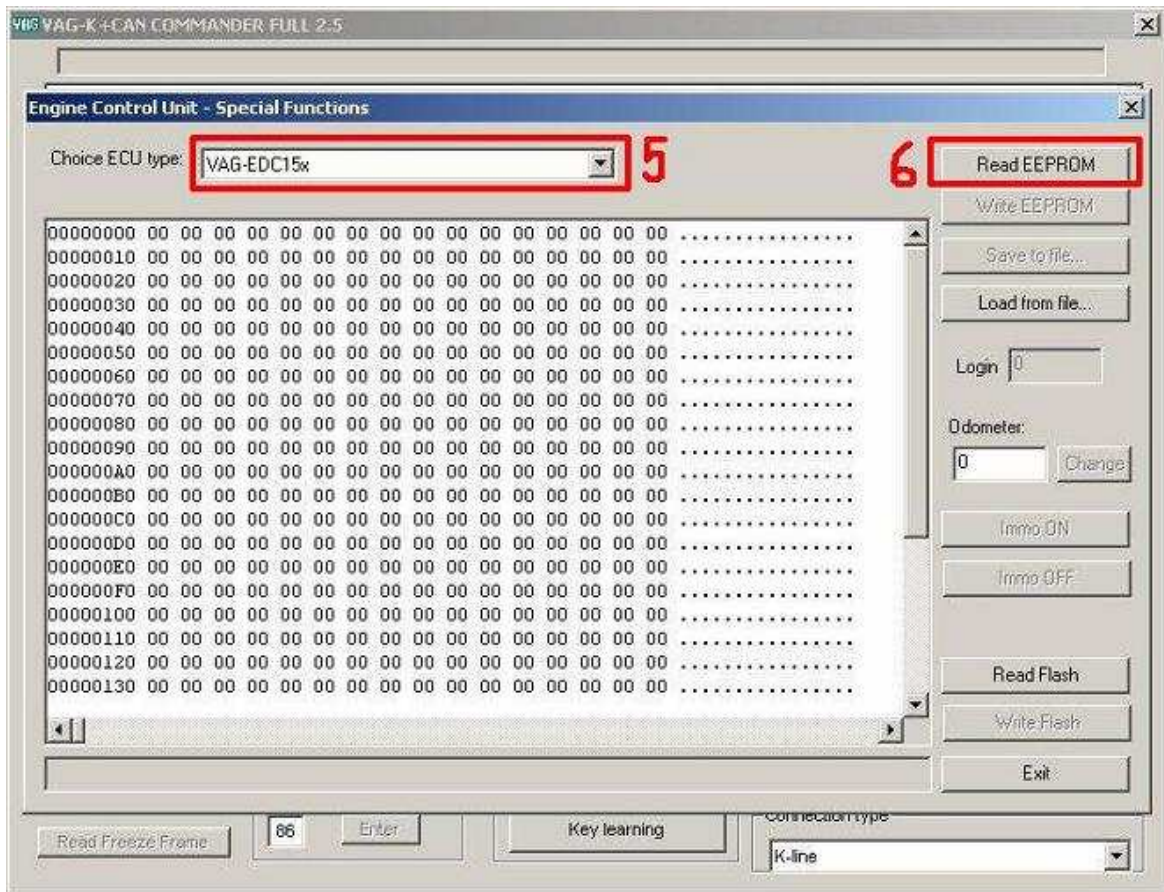 VAG VAG-K+CAN COMMANDER FULL 2.5
Engine Control Unit - Special Functions
Choice ECU type: VAG-EDC15x 5 6 Read EEPROM
Write EEPROM
00000000 00 00 00 00 00 00 00 00 00 00 00 00 00 00 00 00 ................
00000010 00 00 00 00 00 00 00 00 00 00 00 00 00 00 00 00 ................
Save to file...
00000020 00 00 00 00 00 00 00 00 00 00 00 00 00 00 00 00 ................
00000030 00 00 00 00 00 00 00 00 00 00 00 00 00 00 00 00 ................
Load from file...
00000040 00 00 00 00 00 00 00 00 00 00 00 00 00 00 00 00 ................
00000050 00 00 00 00 00 00 00 00 00 00 00 00 00 00 00 00 ................
Login 0
00000060 00 00 00 00 00 00 00 00 00 00 00 00 00 00 00 00 ................
00000070 00 00 00 00 00 00 00 00 00 00 00 00 00 00 00 00 ................
00000080 00 00 00 00 00 00 00 00 00 00 00 00 00 00 00 00 ................
Odometer:
00000090 00 00 00 00 00 00 00 00 00 00 00 00 00 00 00 00 ................
0 Change
000000A0 00 00 00 00 00 00 00 00 00 00 00 00 00 00 00 00 ................
000000B0 00 00 00 00 00 00 00 00 00 00 00 00 00 00 00 00 ................
000000C0 00 00 00 00 00 00 00 00 00 00 00 00 00 00 00 00 ................
Immo ON
000000D0 00 00 00 00 00 00 00 00 00 00 00 00 00 00 00 00 ................
000000E0 00 00 00 00 00 00 00 00 00 00 00 00 00 00 00 00 ................
Immo OFF
000000F0 00 00 00 00 00 00 00 00 00 00 00 00 00 00 00 00 ................
00000100 00 00 00 00 00 00 00 00 00 00 00 00 00 00 00 00 ................
00000110 00 00 00 00 00 00 00 00 00 00 00 00 00 00 00 00 ................
00000120 00 00 00 00 00 00 00 00 00 00 00 00 00 00 00 00 ................
00000130 00 00 00 00 00 00 00 00 00 00 00 00 00 00 00 00 ................
Read Flash
Write Flash
Exit
Read Freeze Frame 86 Enter Key learning
Connection type
K-line